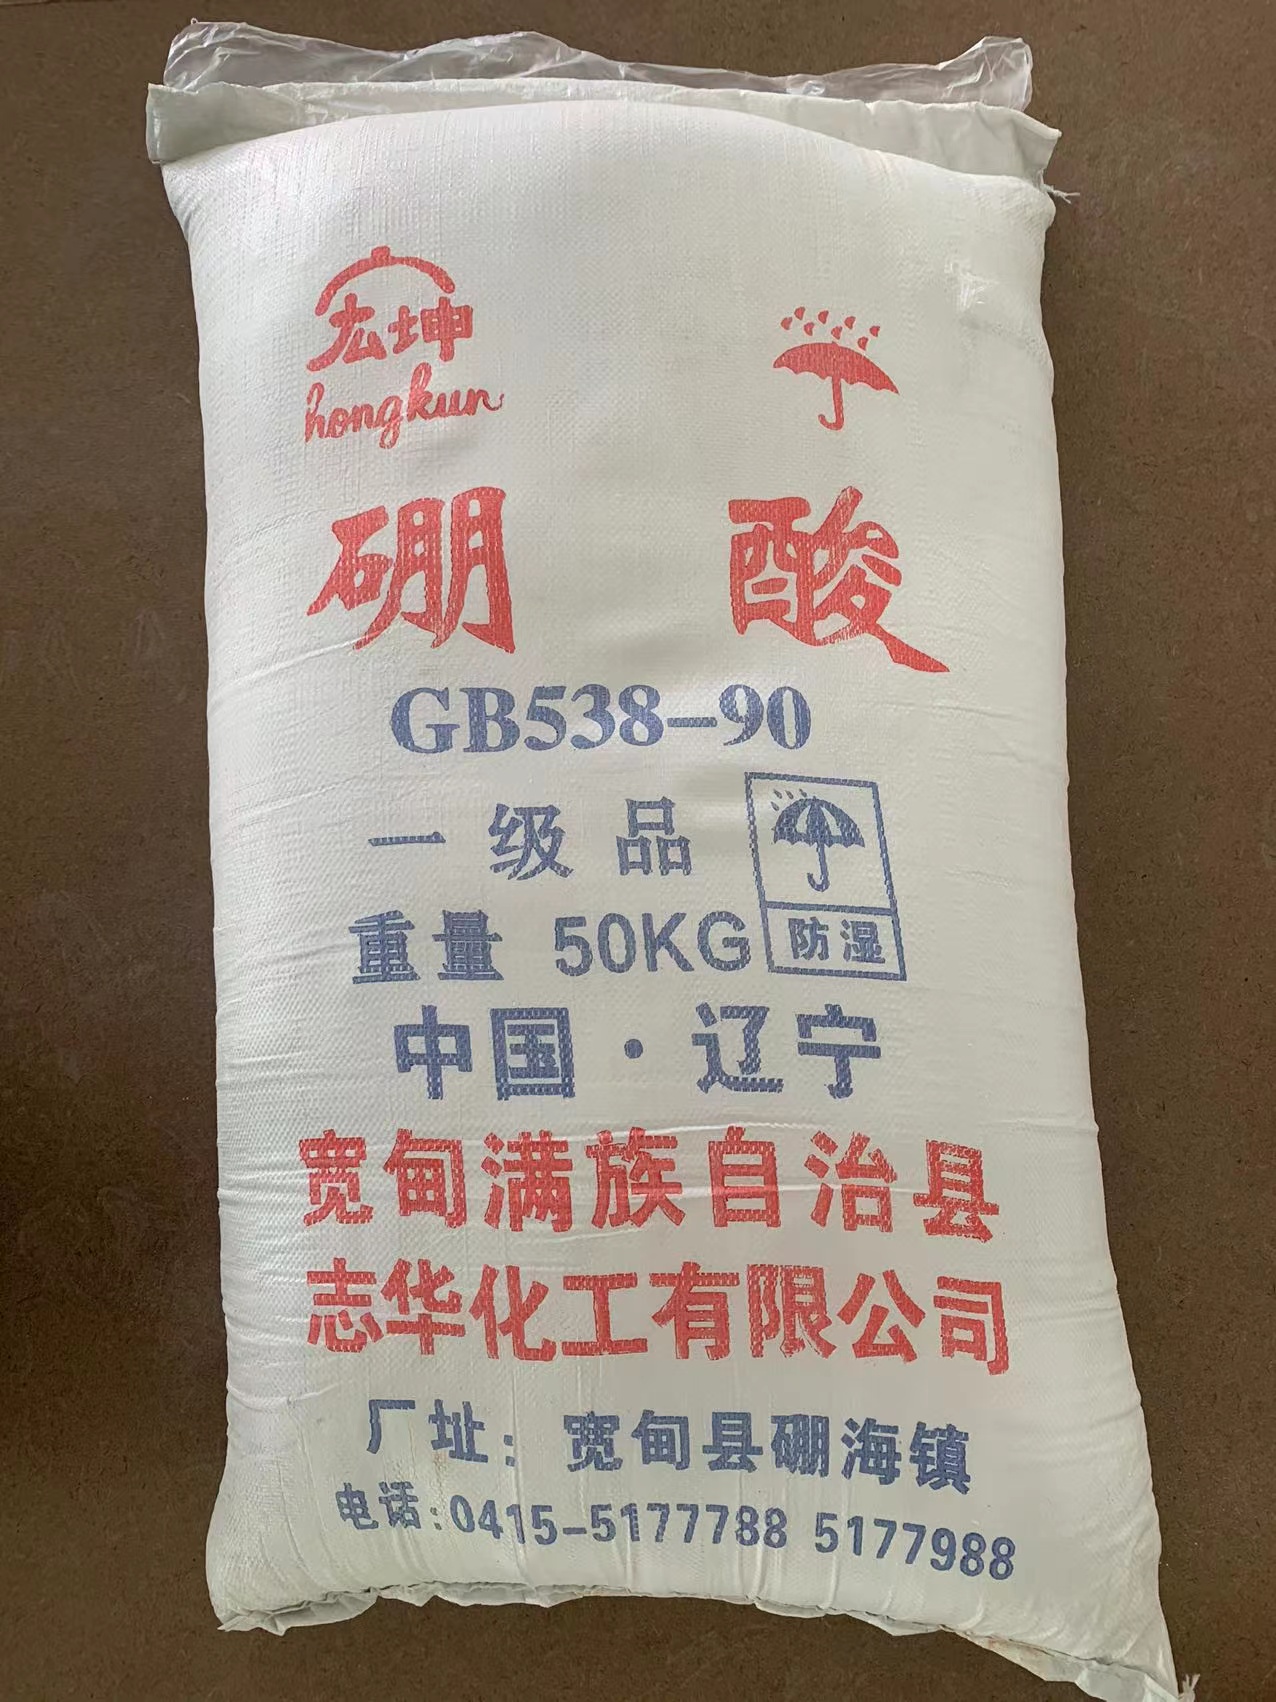 宏坤
hongkun
硼酸
GB538-90
一级品
重量 50KG
防湿
中国·辽宁
宽甸满族自治县
志华化工有限公司
厂址：宽甸县硼海镇
电话:0415-5177788 5177988